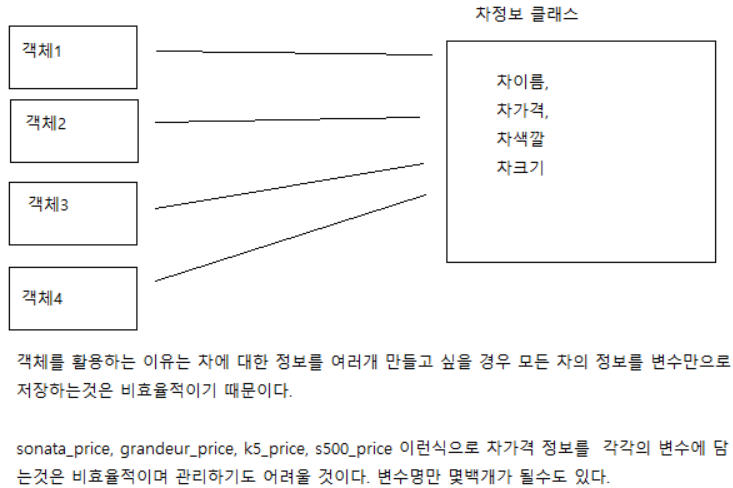 차정보 클래스
객체1
객체2
객체3
객체4
차이름,
차가격,
차색깔
차크기
객체를 활용하는 이유는 차에 대한 정보를 여러개 만들고 싶을 경우 모든 차의 정보를 변수만으로
저장하는것은 비효율적이기 때문이다.
sonata_price, grandeur_price, k5_price, s500_price 이런식으로 차가격 정보를  각각의 변수에 담
는것은 비효율적이며 관리하기도 어려울 것이다. 변수명만 몇백개가 될수도 있다.